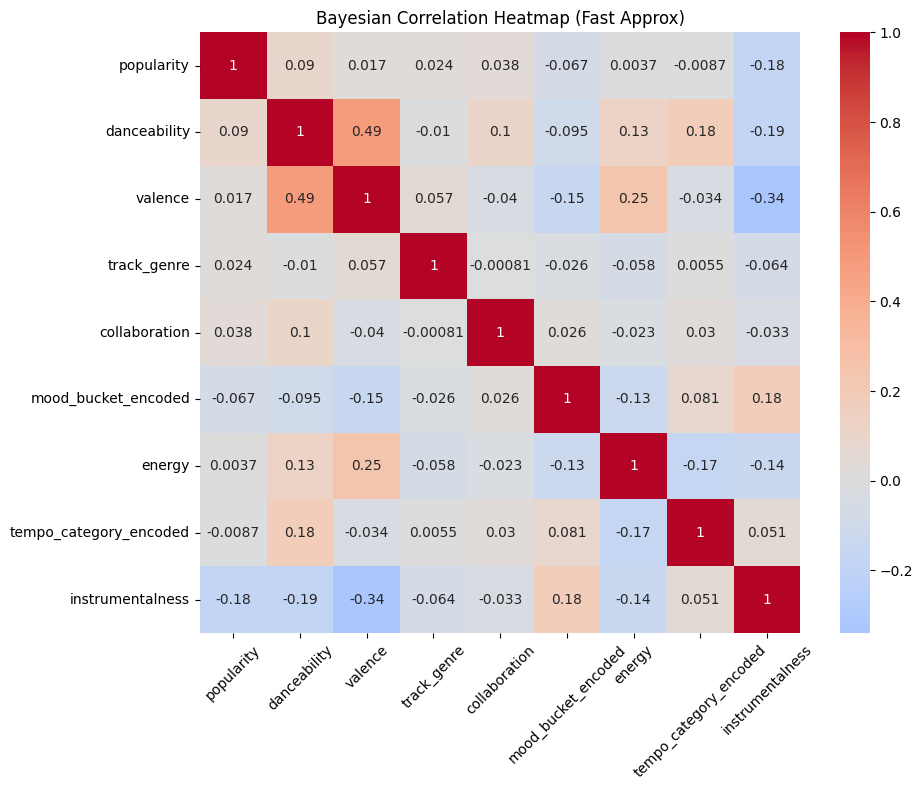 Bayesian Correlation Heatmap (Fast Approx)
popularity 1 0.09 0.017 0.024 0.038 -0.067 0.0037 -0.0087 -0.18
danceability 0.09 1 0.49 -0.01 0.1 -0.095 0.13 0.18 -0.19
valence 0.017 0.49 1 0.057 -0.04 -0.15 0.25 -0.034 -0.34
track_genre 0.024 -0.01 0.057 1 -0.00081 -0.026 -0.058 0.0055 -0.064
collaboration 0.038 0.1 -0.04 -0.00081 1 0.026 -0.023 0.03 -0.033
mood_bucket_encoded -0.067 -0.095 -0.15 -0.026 0.026 1 -0.13 0.081 0.18
energy 0.0037 0.13 0.25 -0.058 -0.023 -0.13 1 -0.17 -0.14
tempo_category_encoded -0.0087 0.18 -0.034 0.0055 0.03 0.081 -0.17 1 0.051
instrumentalness -0.18 -0.19 -0.34 -0.064 -0.033 0.18 -0.14 0.051 1
popularity danceability valence track_genre collaboration mood_bucket_encoded energy tempo_category_encoded instrumentalness
1.0
0.8
0.6
0.4
0.2
0.0
−0.2